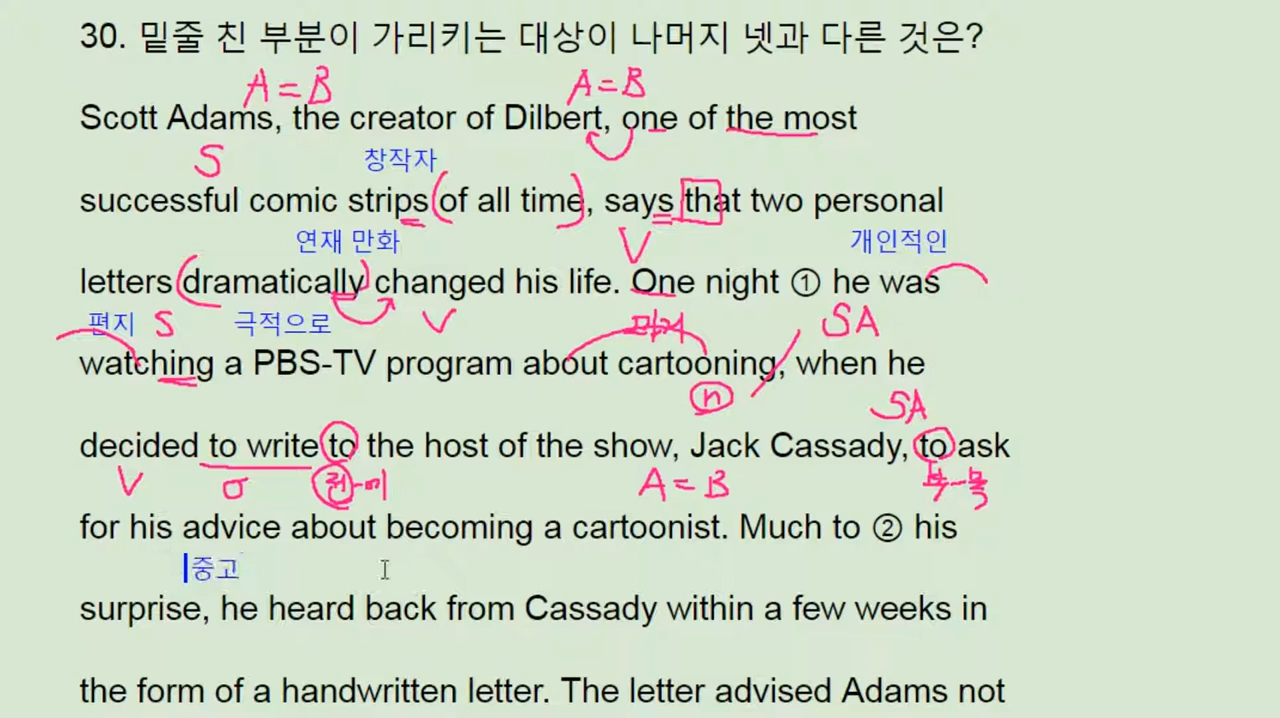 30. 밑줄 친 부분이 가리키는 대상이 나머지 넷과 다른 것은?
A = B A = B
Scott Adams, the creator of Dilbert, one of the most
S 창작자
successful comic strips (of all time), says that two personal
연재 만화 V 개인적인
letters (dramatically) changed his life. One night ① he was
편지 S 극적으로 V 과거 SA
watching a PBS-TV program about cartooning, when he
n SA
decided to write to the host of the show, Jack Cassady, to ask
V o 전-에 A = B 부-목
for his advice about becoming a cartoonist. Much to ② his
중고
surprise, he heard back from Cassady within a few weeks in
the form of a handwritten letter. The letter advised Adams not